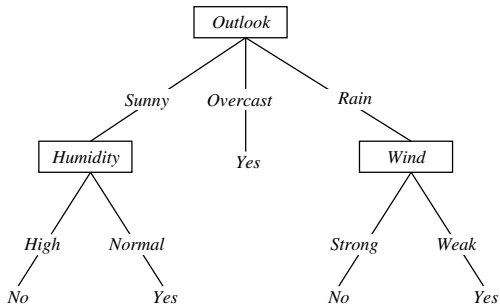 Outlook
Sunny Overcast Rain
Humidity Yes Wind
High Normal Strong Weak
No Yes No Yes